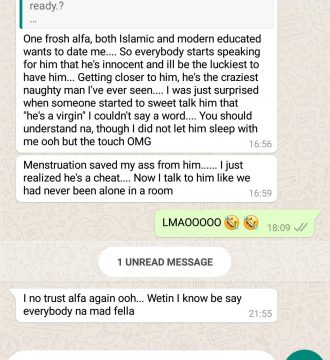 ready.?
...
One frosh alfa, both Islamic and modern educated
wants to date me.... So everybody starts speaking
for him that he's innocent and ill be the luckiest to
have him... Getting closer to him, he's the craziest
naughty man I've ever seen.... I was just surprised
when someone started to sweet talk him that
"he's a virgin" I couldn't say a word.... You should
understand na, though I did not let him sleep with
me ooh but the touch OMG
16:56
Menstruation saved my ass from him...... I just
realized he's a cheat.... Now I talk to him like we
had never been alone in a room
16:59
LMAOOOOO 🤣 🤣
18:09
1 UNREAD MESSAGE
I no trust alfa again ooh... Wetin I know be say
everybody na mad fella
21:55